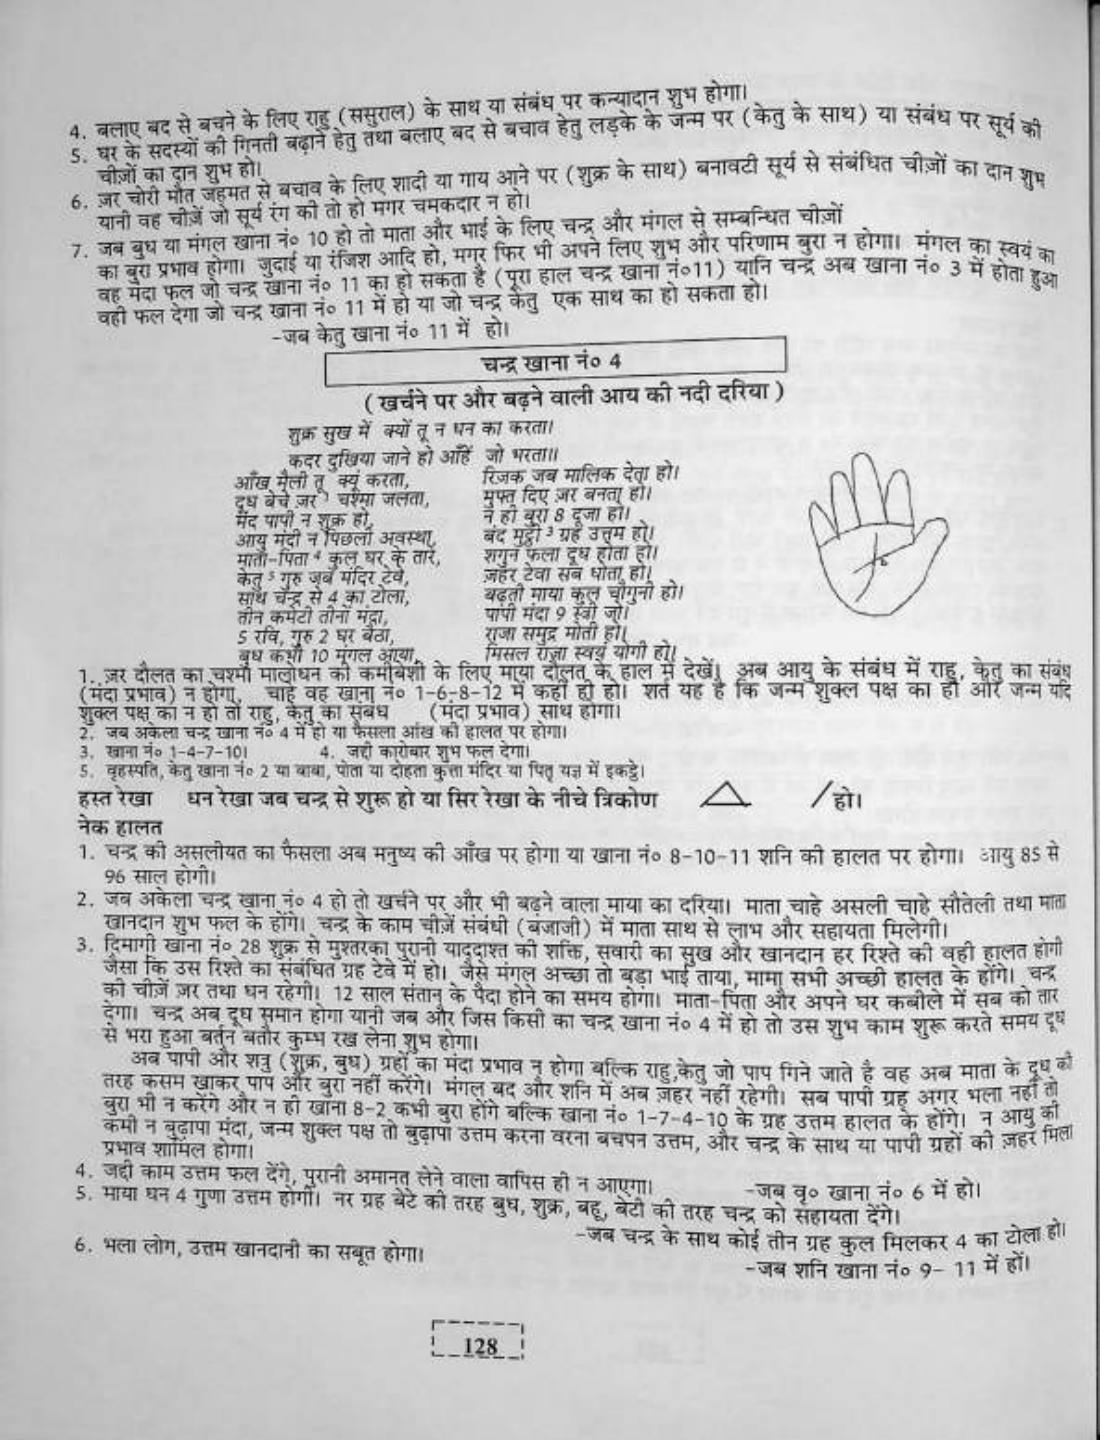 4. बलाए बद से बचने के लिए राहु (ससुराल) के साथ या संबंध पर कन्यादान शुभ होगा।
5. घर के सदस्यों की गिनती बढ़ाने हेतु तथा बलाए बद से बचाव हेतु लड़के के जन्म पर (केतु के साथ) या संबंध पर सूर्य की
चीज़ों का दान शुभ हो।
6. ज़र चोरी मौत जहमत से बचाव के लिए शादी या गाय आने पर (शुक्र के साथ) बनावटी सूर्य से संबंधित चीज़ों का दान शुभ
यानी वह चीज़ें जो सूर्य रंग की तो हो मगर चमकदार न हो।
7. जब बुध या मंगल खाना नं० 10 हो तो माता और भाई के लिए चन्द्र और मंगल से सम्बन्धित चीज़ों
का बुरा प्रभाव होगा। जुदाई या रंजिश आदि हो, मगर फिर भी अपने लिए शुभ और परिणाम बुरा न होगा। मंगल का स्वयं का
वह मंदा फल जो चन्द्र खाना नं० 11 का हो सकता है (पूरा हाल चन्द्र खाना नं०11) यानि चन्द्र अब खाना नं० 3 में होता हुआ
वही फल देगा जो चन्द्र खाना नं० 11 में हो या जो चन्द्र केतु एक साथ का हो सकता हो।
-जब केतु खाना नं० 11 में हो।
चन्द्र खाना नं० 4
( खर्चने पर और बढ़ने वाली आय की नदी दरिया )
शुक्र सुख में क्यों तू न धन का करता।
कदर दुखिया जाने हो आँहें जो भरता॥
आँख मैली तू क्यूं करता, रिज़क जब मालिक देता हो।
दूध बेचे ज़र ¹ चश्मा जलता, मुफ्त दिए ज़र बनता हो।
मंद पापी न शुक्र हो, न ही बुरा 8 दूजा हो।
आयु मंदी न पिछली अवस्था, बंद मुट्ठी ³ ग्रह उत्तम हो।
माता-पिता ⁴ कुल घर के तारे, शगुन फला दूध होता हो।
केतु ⁵ गुरु जब मंदिर टेवे, ज़हर टेवा सब धोता हो।
साथ चन्द्र से 4 का टोला, बढ़ती माया कुल चौगुनी हो।
तीन कमेटी तीनों मंदा, पापी मंदा 9 स्त्री जो।
5 रवि, गुरु 2 घर बैठा, राजा समुद्र मोती हो।
बुध कभी 10 मंगल आया, मिसल राजा स्वयं योगी हो।
1. ज़र दौलत का चश्मा मालोधन की कमीबेशी के लिए माया दौलत के हाल में देखें। अब आयु के संबंध में राहु, केतु का संबंध
(मंदा प्रभाव) न होगा, चाहे वह खाना नं० 1-6-8-12 में कहीं ही हो। शर्त यह है कि जन्म शुक्ल पक्ष का हो और जन्म यदि
शुक्ल पक्ष का न हो तो राहु, केतु का संबंध (मंदा प्रभाव) साथ होगा।
2. जब अकेला चन्द्र खाना नं० 4 में हो या फैसला आंख की हालत पर होगा।
3. खाना नं० 1-4-7-10। 4. जद्दी कारोबार शुभ फल देगा।
5. वृहस्पति, केतु खाना नं० 2 या बाबा, पोता या दोहता कुत्ता मंदिर या पितृ यज्ञ में इकट्ठे।
हस्त रेखा धन रेखा जब चन्द्र से शुरू हो या सिर रेखा के नीचे त्रिकोण △ / हो।
नेक हालत
1. चन्द्र की असलीयत का फैसला अब मनुष्य की आँख पर होगा या खाना नं० 8-10-11 शनि की हालत पर होगा। आयु 85 से
96 साल होगी।
2. जब अकेला चन्द्र खाना नं० 4 हो तो खर्चने पर और भी बढ़ने वाला माया का दरिया। माता चाहे असली चाहे सौतेली तथा माता
खानदान शुभ फल के होंगे। चन्द्र के काम चीज़ें संबंधी (बजाजी) में माता साथ से लाभ और सहायता मिलेगी।
3. दिमागी खाना नं० 28 शुक्र से मुश्तरका पुरानी याददाश्त की शक्ति, सवारी का सुख और खानदान हर रिश्ते की वही हालत होगी
जैसा कि उस रिश्ते का संबंधित ग्रह टेवे में हो। जैसे मंगल अच्छा तो बड़ा भाई ताया, मामा सभी अच्छी हालत के होंगे। चन्द्र
की चीज़ें ज़र तथा धन रहेगी। 12 साल संतान के पैदा होने का समय होगा। माता-पिता और अपने घर कबीले में सब को तार
देगा। चन्द्र अब दूध समान होगा यानी जब और जिस किसी का चन्द्र खाना नं० 4 में हो तो उस शुभ काम शुरू करते समय दूध
से भरा हुआ बर्तन बतौर कुम्भ रख लेना शुभ होगा।
अब पापी और शत्रु (शुक्र, बुध) ग्रहों का मंदा प्रभाव न होगा बल्कि राहु,केतु जो पाप गिने जाते है वह अब माता के दूध की
तरह कसम खाकर पाप और बुरा नहीं करेंगे। मंगल बद और शनि में अब ज़हर नहीं रहेगी। सब पापी ग्रह अगर भला नहीं तो
बुरा भी न करेंगे और न ही खाना 8-2 कभी बुरा होंगे बल्कि खाना नं० 1-7-4-10 के ग्रह उत्तम हालत के होंगे। न आयु की
कमी न बुढ़ापा मंदा, जन्म शुक्ल पक्ष तो बुढ़ापा उत्तम करना वरना बचपन उत्तम, और चन्द्र के साथ या पापी ग्रहों की ज़हर मिला
प्रभाव शामिल होगा।
4. जद्दी काम उत्तम फल देंगे, पुरानी अमानत लेने वाला वापिस ही न आएगा। -जब वृ० खाना नं० 6 में हो।
5. माया धन 4 गुणा उत्तम होगी। नर ग्रह बेटे की तरह बुध, शुक्र, बहू, बेटी की तरह चन्द्र को सहायता देंगे।
-जब चन्द्र के साथ कोई तीन ग्रह कुल मिलकर 4 का टोला हो।
6. भला लोग, उत्तम खानदानी का सबूत होगा। -जब शनि खाना नं० 9- 11 में हों।
128